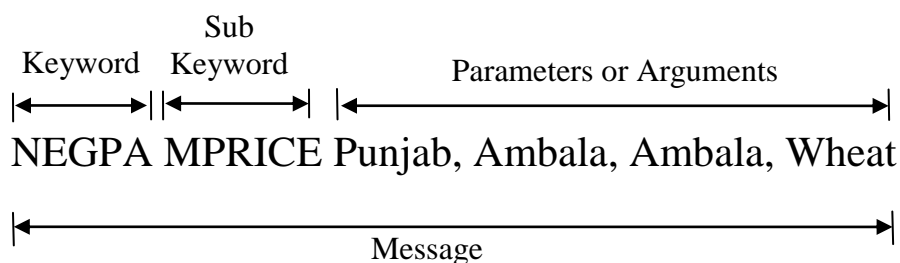 Sub
Keyword Keyword Parameters or Arguments
NEGPA MPRICE Punjab, Ambala, Ambala, Wheat
Message